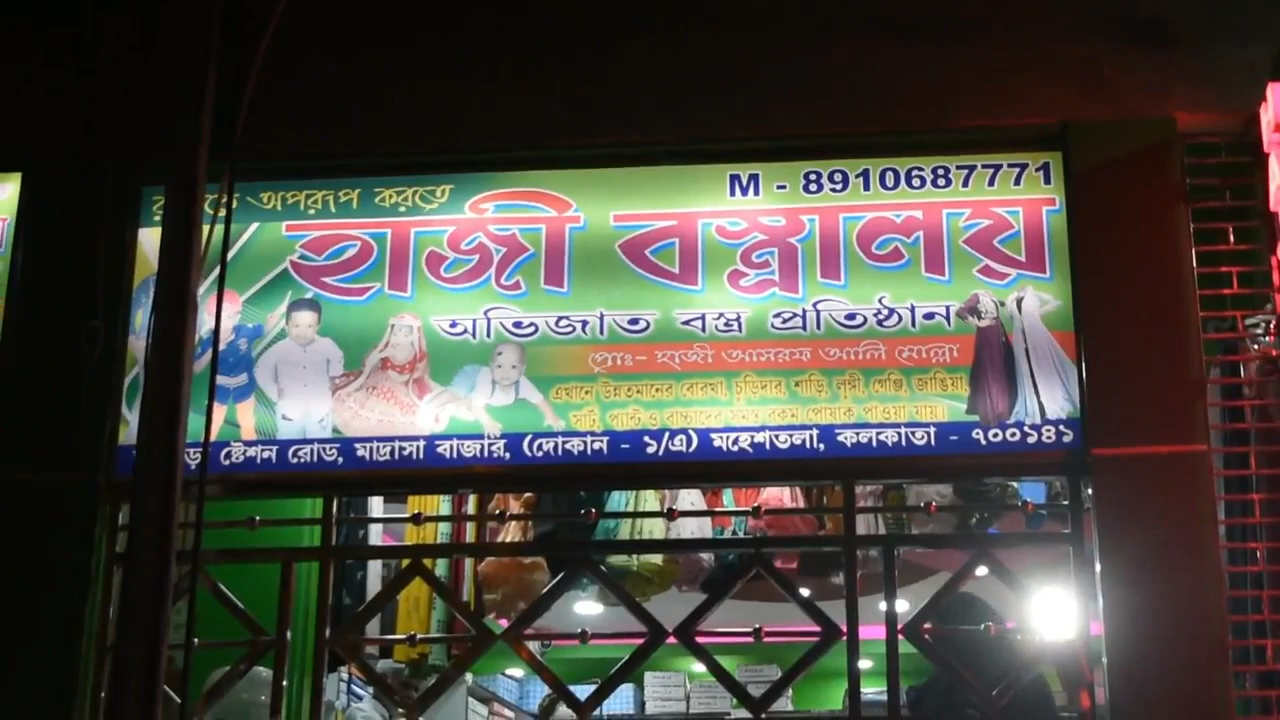 অপরূপ করতে
M - 8910687771
হাজী বস্ত্রালয়
অভিজাত বস্ত্র প্রতিষ্ঠান
প্রোঃ- হাজী আসরফ আলি মোল্লা
এখানে উন্নতমানের বোরখা, চুড়িদার, শাড়ি, লুঙ্গী, গেঞ্জি, জাঙিয়া,
সার্ট, প্যান্ট ও বাচ্চাদের সমস্ত রকম পোষাক পাওয়া যায়।
ষ্টেশন রোড, মাদ্রাসা বাজার, (দোকান - ১/এ) মহেশতলা, কলকাতা - ৭০০১৪১